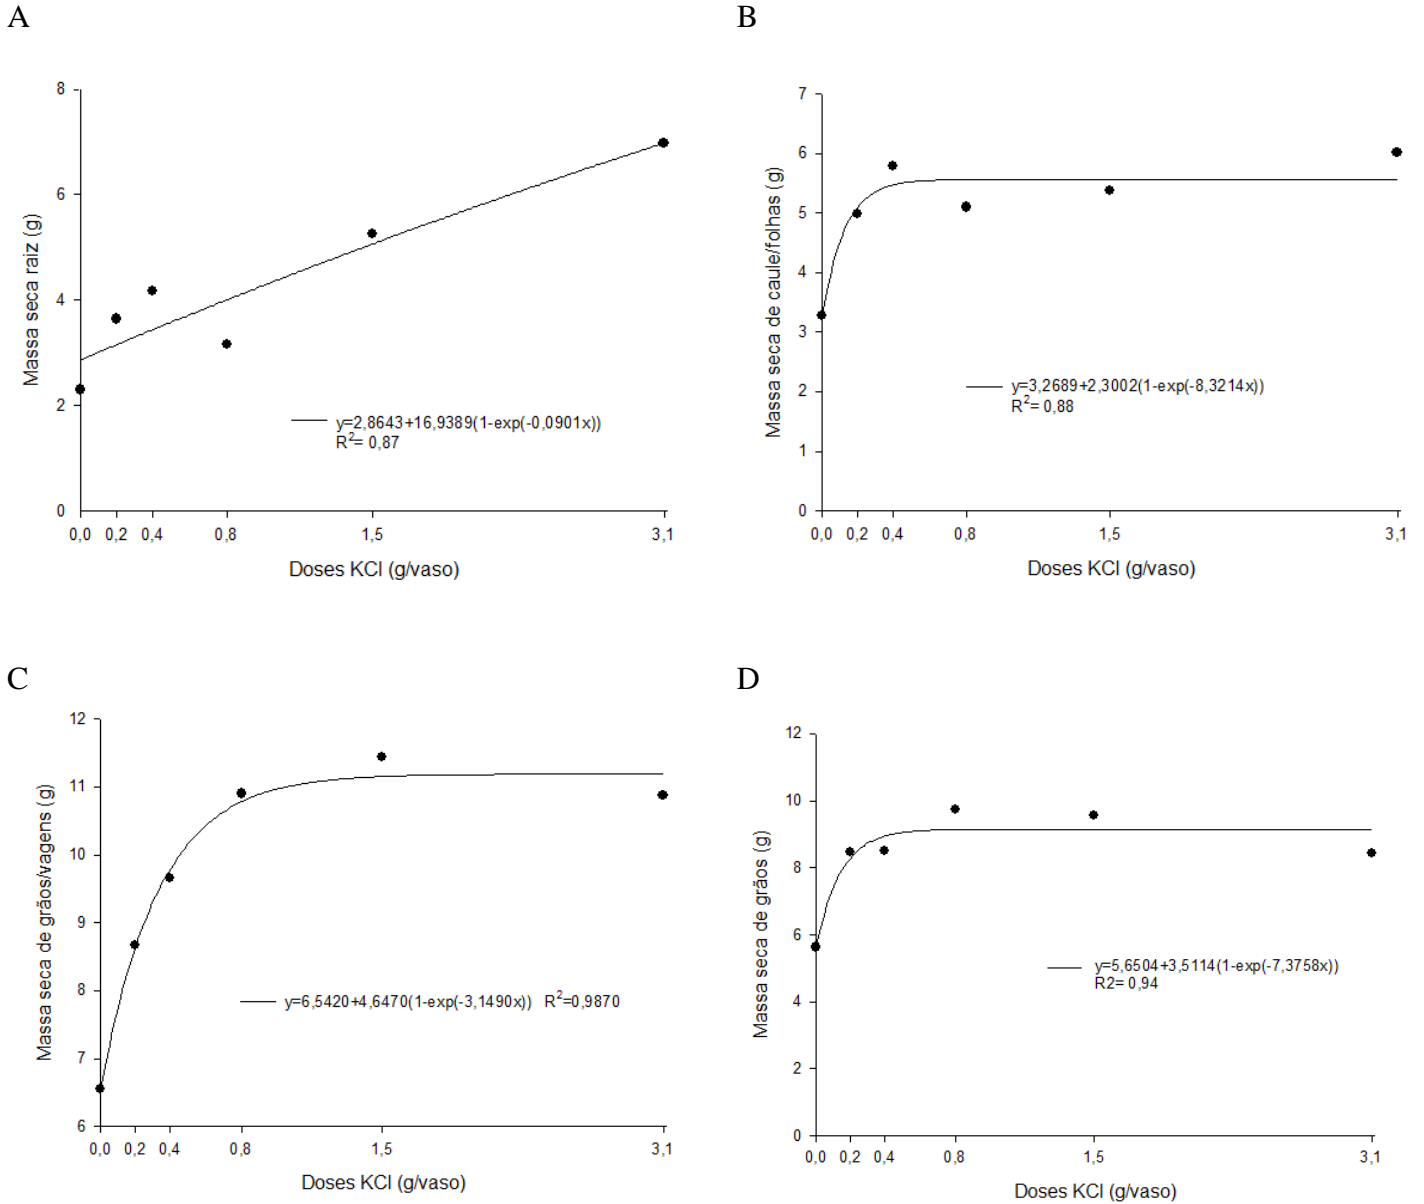 A
8
6
4
2
0
Massa seca raiz (g)
y=2,8643+16,9389(1-exp(-0,0901x))
R²= 0,87
0,0 0,2 0,4 0,8 1,5 3,1
Doses KCl (g/vaso)
B
7
6
5
4
3
2
1
0
Massa seca de caule/folhas (g)
y=3,2689+2,3002(1-exp(-8,3214x))
R²= 0,88
0,0 0,2 0,4 0,8 1,5 3,1
Doses KCl (g/vaso)
C
12
11
10
9
8
7
6
Massa seca de grãos/vagens (g)
y=6,5420+4,6470(1-exp(-3,1490x)) R²=0,9870
0,0 0,2 0,4 0,8 1,5 3,1
Doses KCl (g/vaso)
D
12
10
8
6
4
2
0
Massa seca de grãos (g)
y=5,6504+3,5114(1-exp(-7,3758x))
R2= 0,94
0,0 0,2 0,4 0,8 1,5 3,1
Doses KCl (g/vaso)